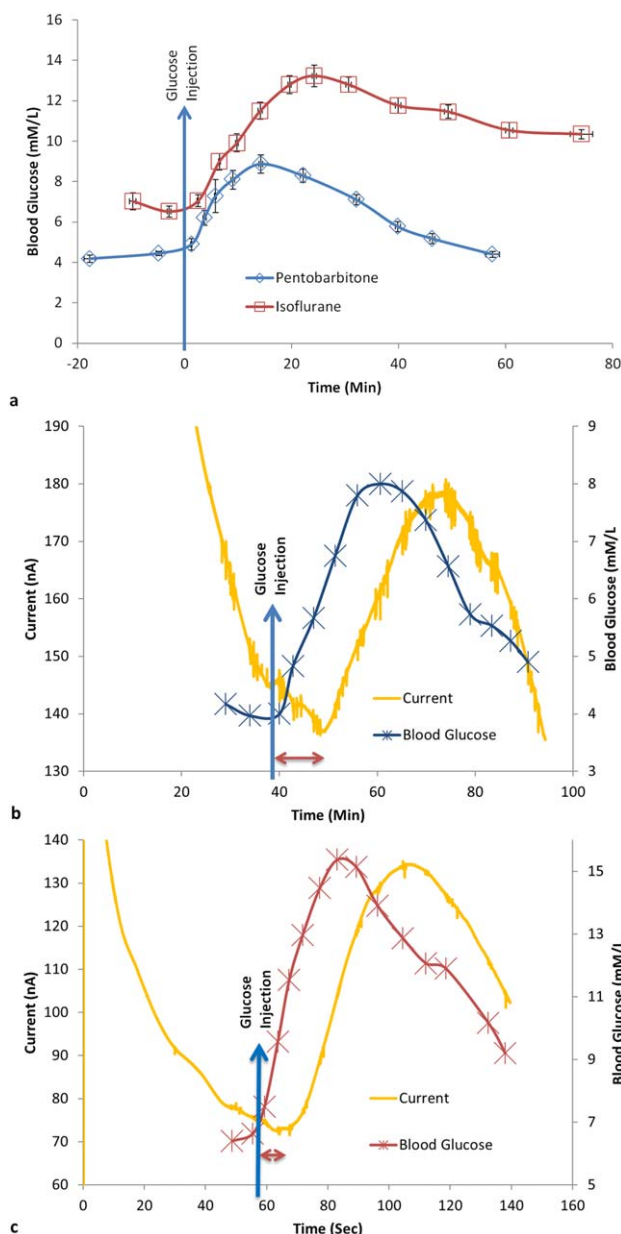 16
14
12
10
8
6
4
2
0
Blood Glucose (mM/L)
Glucose
Injection
Pentobarbitone
Isoflurane
-20 0 20 40 60 80
Time (Min)
a
190
180
170
160
150
140
130
Current (nA)
Glucose
Injection
Current
Blood Glucose
9
8
7
6
5
4
3
Blood Glucose (mM/L)
0 20 40 60 80 100
Time (Min)
b
140
130
120
110
100
90
80
70
60
Current (nA)
Glucose
Injection
Current
Blood Glucose
15
13
11
9
7
5
Blood Glucose (mM/L)
0 20 40 60 80 100 120 140 160
Time (Sec)
c